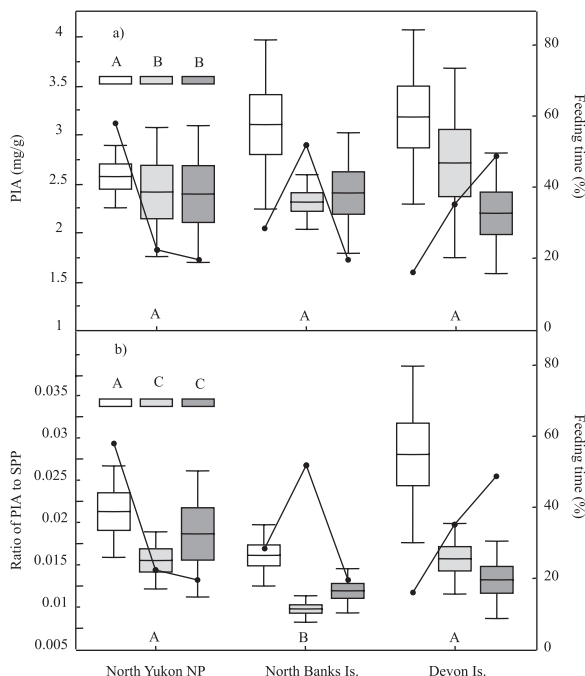 a)
A B B
4
3.5
3
2.5
2
1.5
1
PIA (mg/g)
80
60
40
20
0
Feeding time (%)
A A A
b)
A C C
0.035
0.03
0.025
0.02
0.015
0.01
0.005
Ratio of PIA to SPP
80
60
40
20
0
Feeding time (%)
A B A
North Yukon NP North Banks Is. Devon Is.